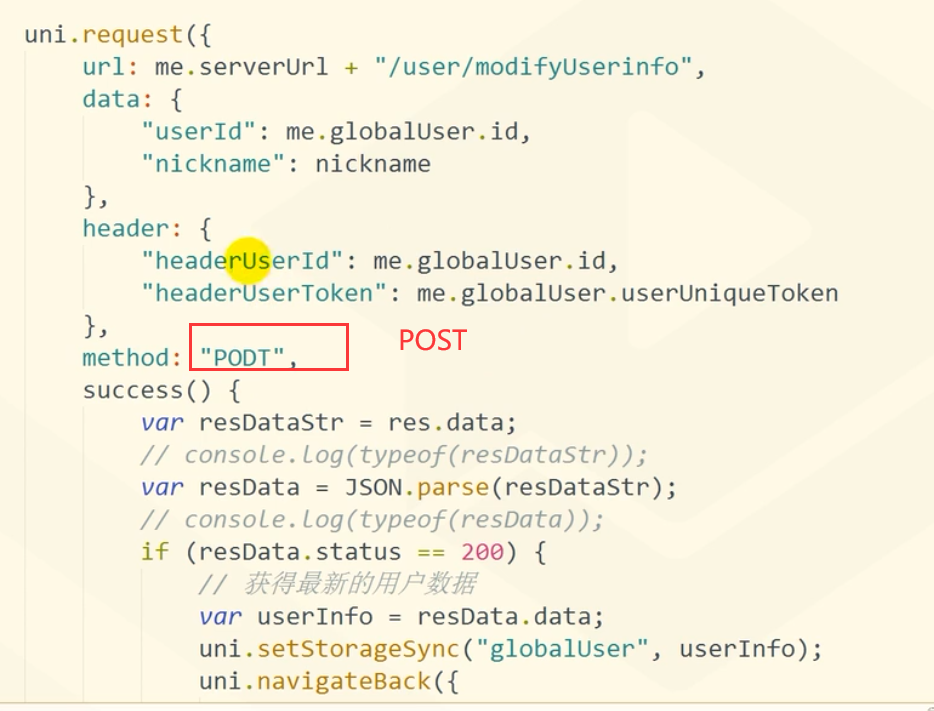 uni.request({
url: me.serverUrl + "/user/modifyUserinfo",
data: {
"userId": me.globalUser.id,
"nickname": nickname
},
header: {
"headerUserId": me.globalUser.id,
"headerUserToken": me.globalUser.userUniqueToken
},
method: "PODT", POST
success() {
var resDataStr = res.data;
// console.log(typeof(resDataStr));
var resData = JSON.parse(resDataStr);
// console.log(typeof(resData));
if (resData.status == 200) {
// 获得最新的用户数据
var userInfo = resData.data;
uni.setStorageSync("globalUser", userInfo);
uni.navigateBack({